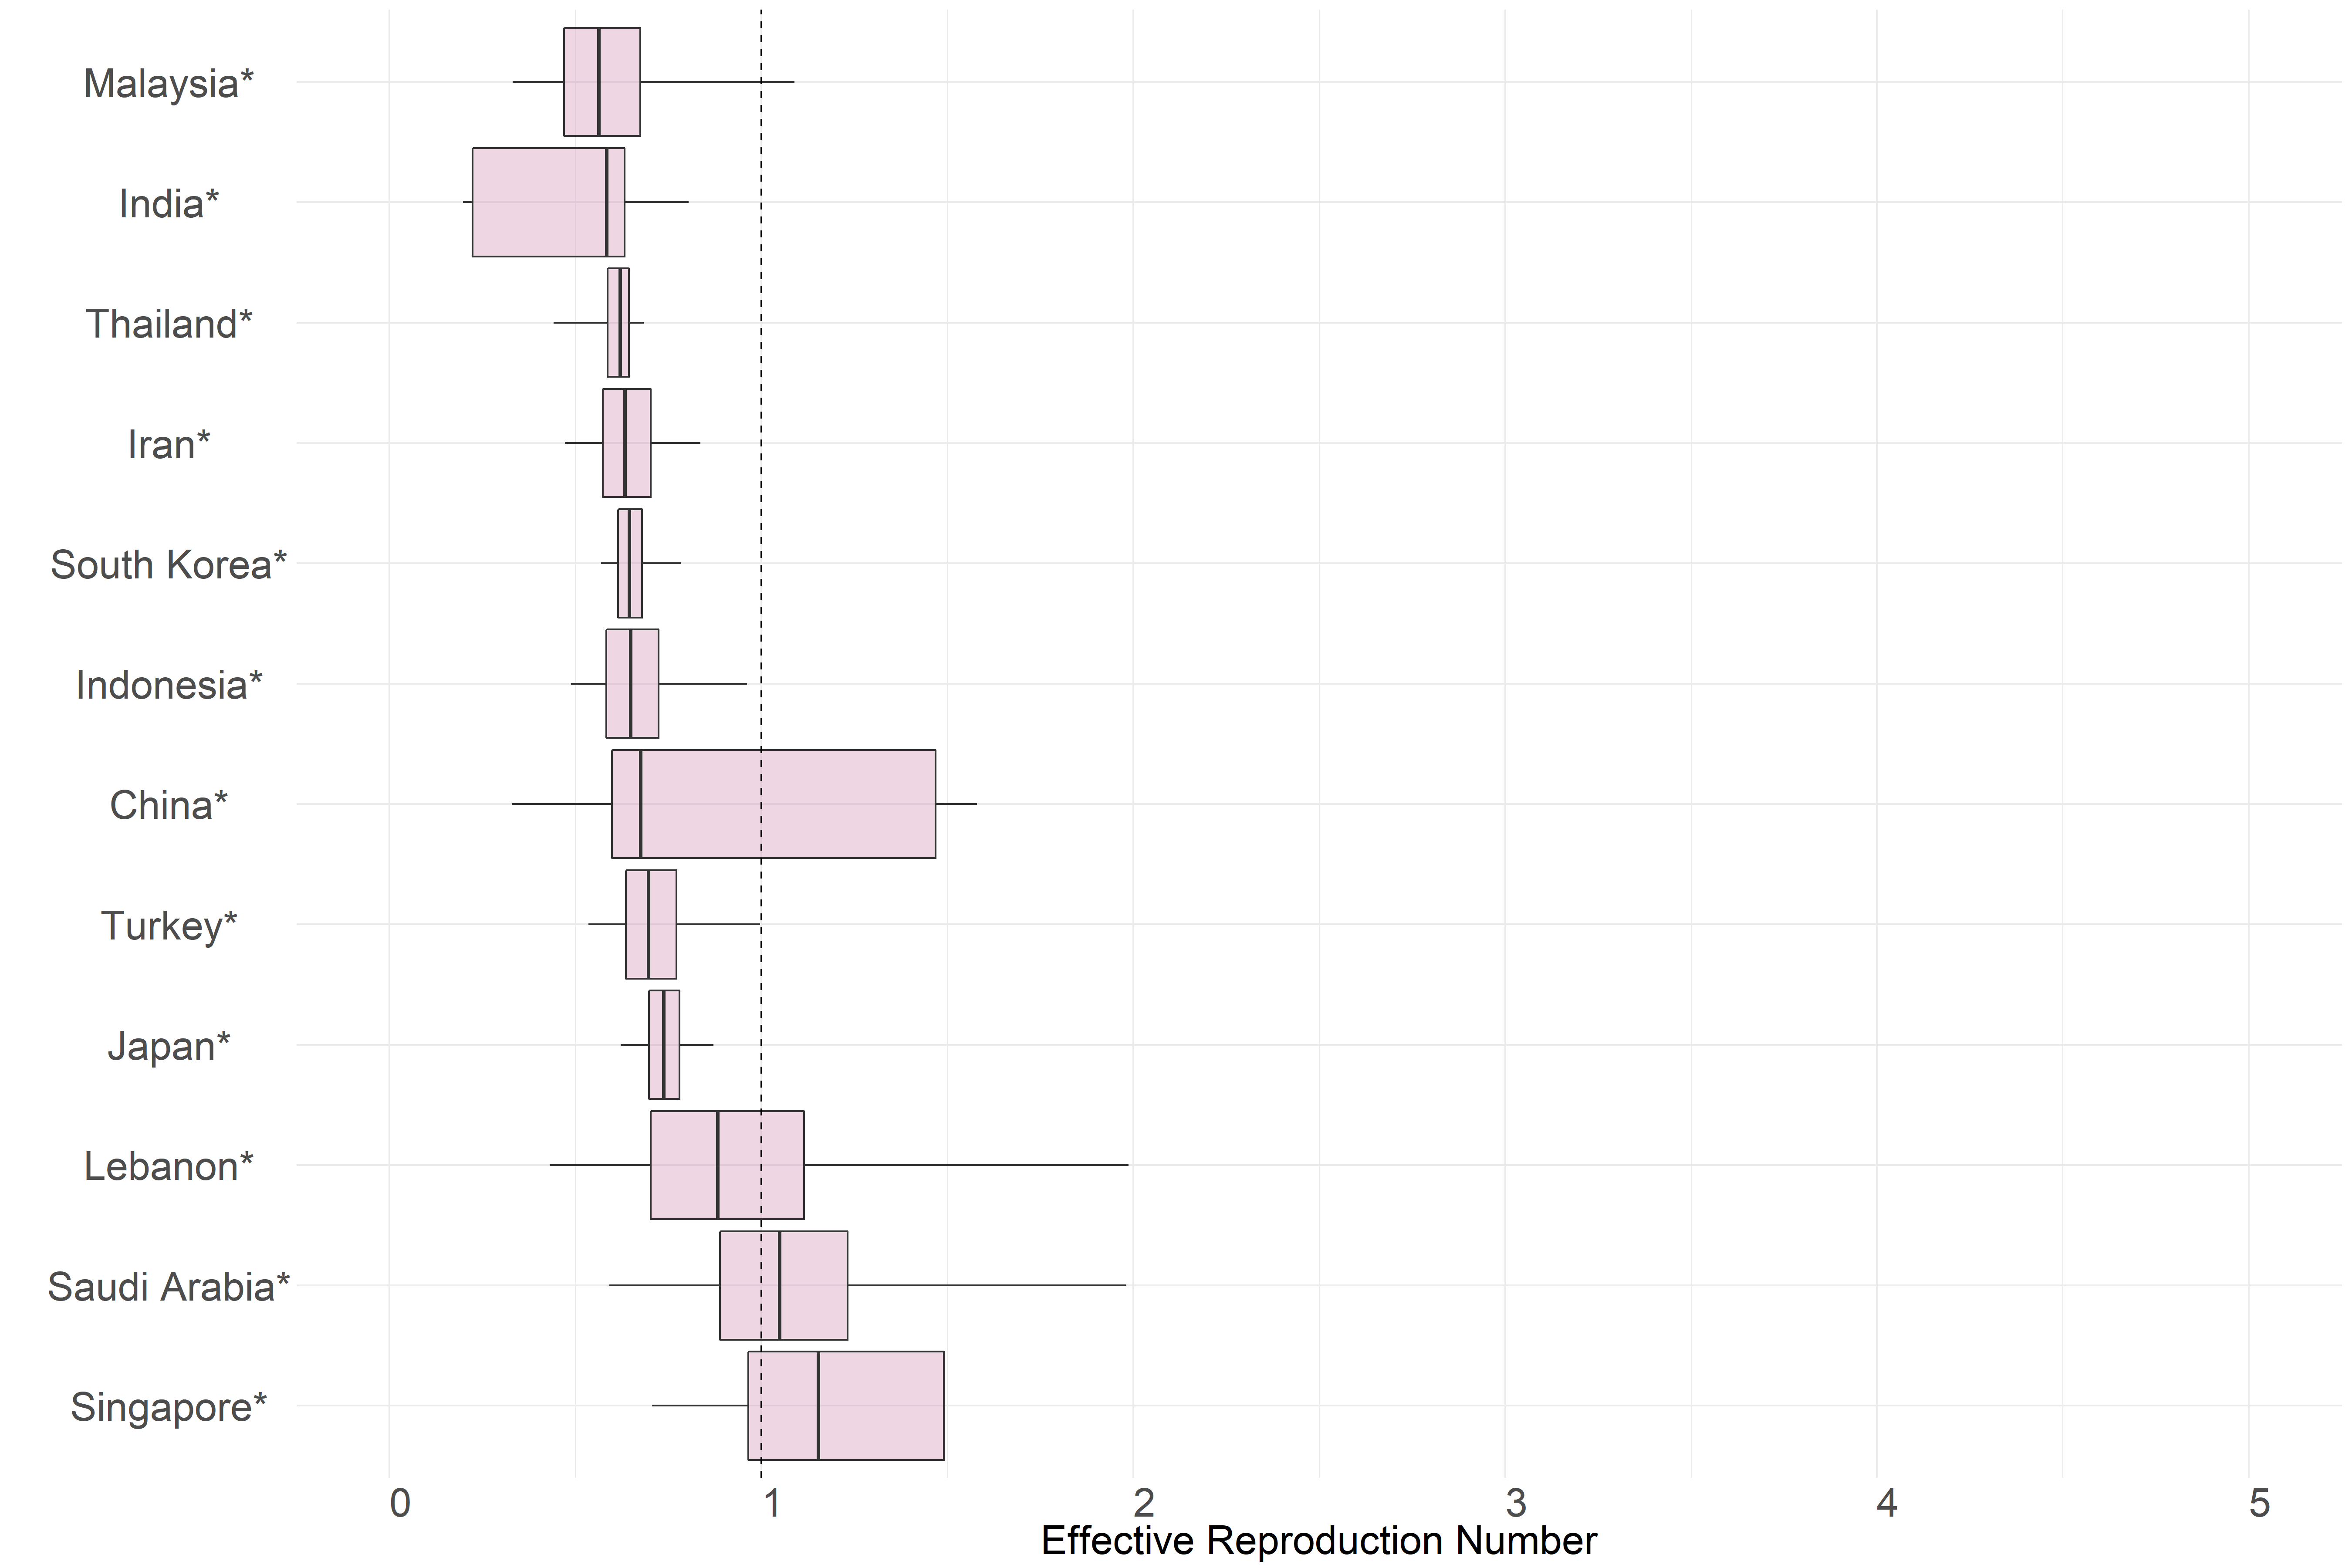 Malaysia*
India*
Thailand*
Iran*
South Korea*
Indonesia*
China*
Turkey*
Japan*
Lebanon*
Saudi Arabia*
Singapore*
0 1 2 3 4 5
Effective Reproduction Number